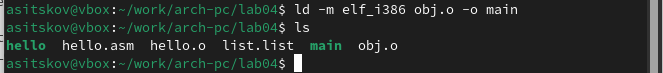 asitskov@vbox:~/work/arch-pc/lab04$ ld -m elf_i386 obj.o -o main
asitskov@vbox:~/work/arch-pc/lab04$ ls
hello  hello.asm  hello.o  list.list  main  obj.o
asitskov@vbox:~/work/arch-pc/lab04$